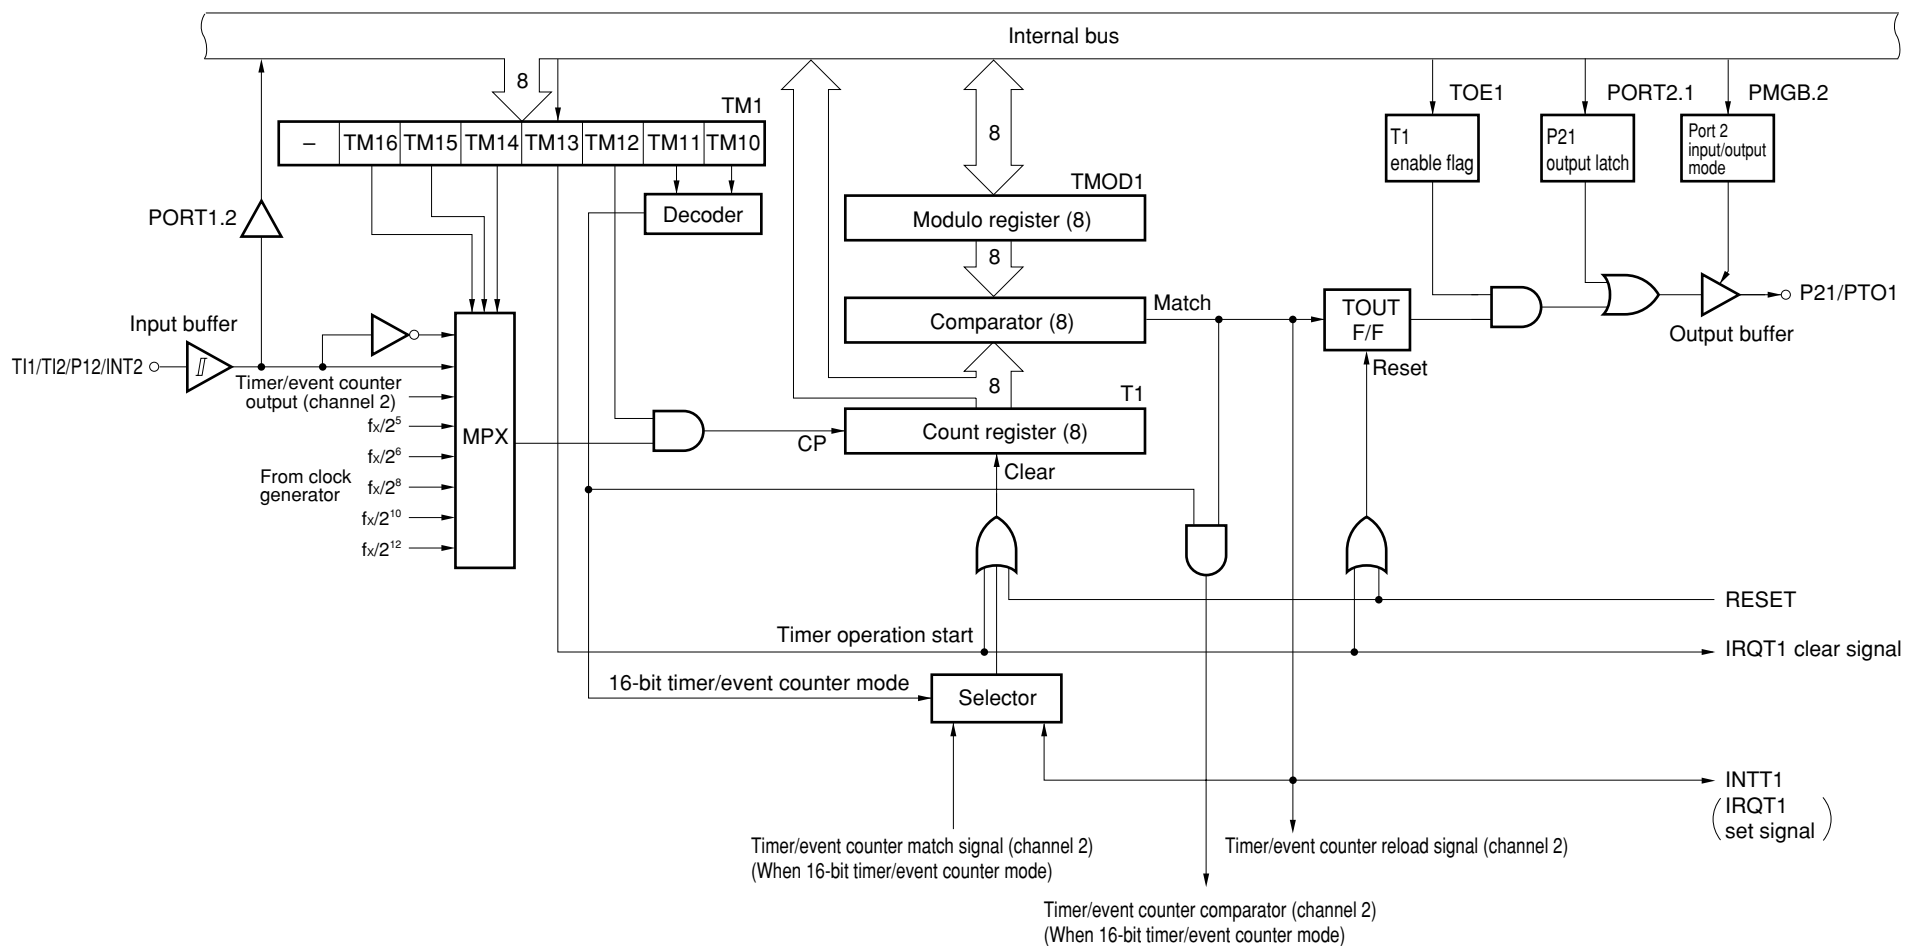 Internal bus
8
TM1
– TM16 TM15 TM14 TM13 TM12 TM11 TM10
Decoder
PORT1.2
8
TMOD1
Modulo register (8)
8
TOE1
PORT2.1
PMGB.2
T1
enable flag
P21
output latch
Port 2
input/output
mode
Input buffer
TI1/TI2/P12/INT2
Timer/event counter
output (channel 2)
fx/2⁵
fx/2⁶
From clock
generator
fx/2⁸
fx/2¹⁰
fx/2¹²
MPX
Comparator (8)
Match
TOUT
F/F
Reset
P21/PTO1
Output buffer
8
T1
CP
Count register (8)
Clear
RESET
Timer operation start
IRQT1 clear signal
16-bit timer/event counter mode
Selector
INTT1
(IRQT1
set signal)
Timer/event counter match signal (channel 2)
(When 16-bit timer/event counter mode)
Timer/event counter reload signal (channel 2)
Timer/event counter comparator (channel 2)
(When 16-bit timer/event counter mode)